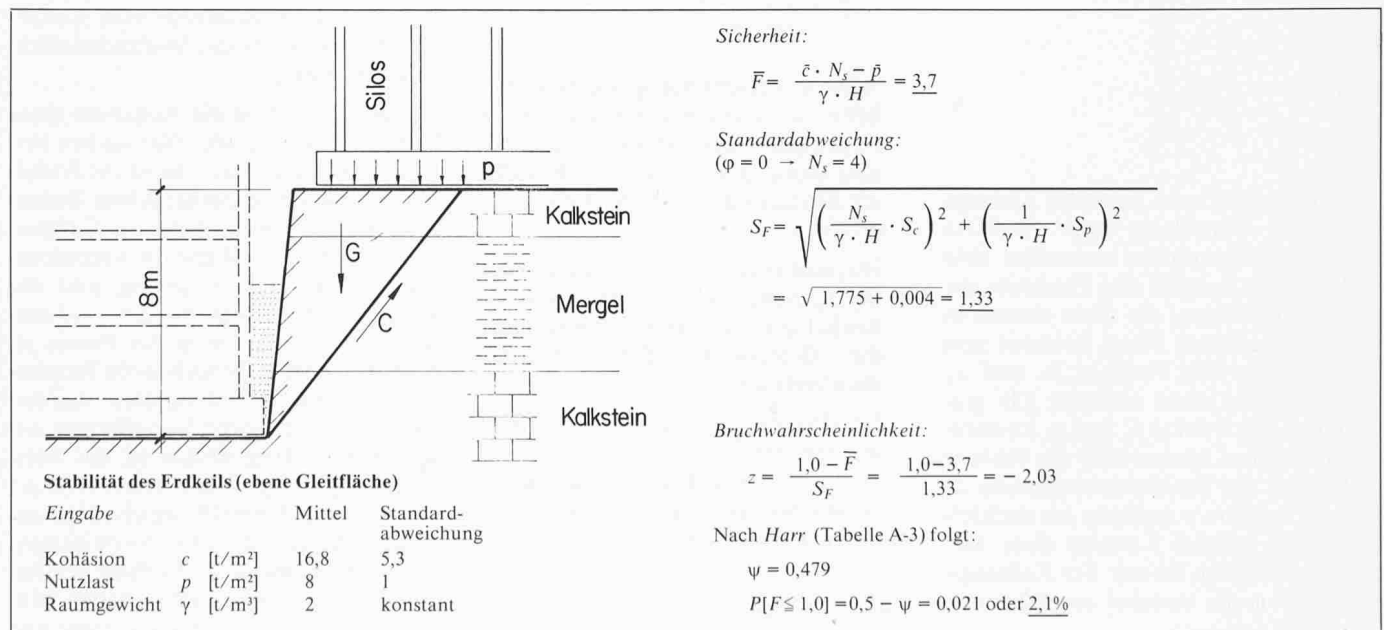 Silos
p
8m
G
C
Kalkstein
Mergel
Kalkstein
Stabilität des Erdkeils (ebene Gleitfläche)
Eingabe Mittel Standard-
abweichung
Kohäsion c [t/m²] 16,8 5,3
Nutzlast p [t/m²] 8 1
Raumgewicht γ [t/m³] 2 konstant
Sicherheit:
F̅ = (c̄ · N_s − p̄) / (γ · H) = 3,7
Standardabweichung:
(φ = 0 → N_s = 4)
S_F = √((N_s / (γ · H) · S_c)² + (1 / (γ · H) · S_p)²)
= √(1,775 + 0,004) = 1,33
Bruchwahrscheinlichkeit:
z = (1,0 − F̅) / S_F = (1,0−3,7) / 1,33 = − 2,03
Nach Harr (Tabelle A-3) folgt:
ψ = 0,479
P[F ≦ 1,0] = 0,5 − ψ = 0,021 oder 2,1%